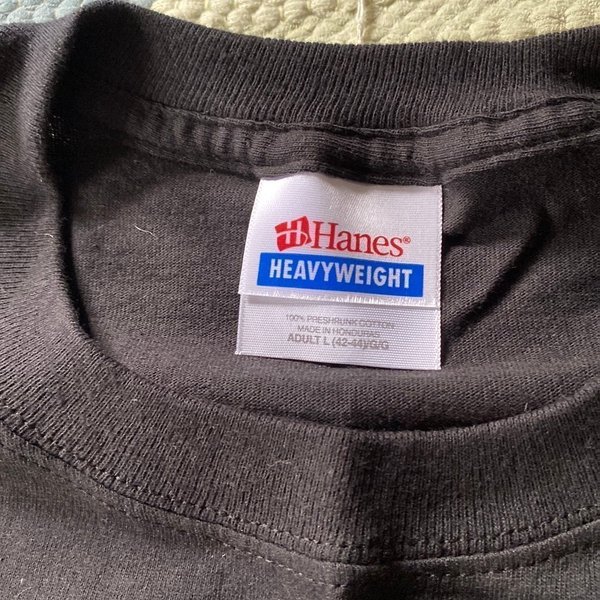 Hanes®
HEAVYWEIGHT
100% PRESHRUNK COTTON
MADE IN HONDURAS
ADULT L (42-44)/G/G